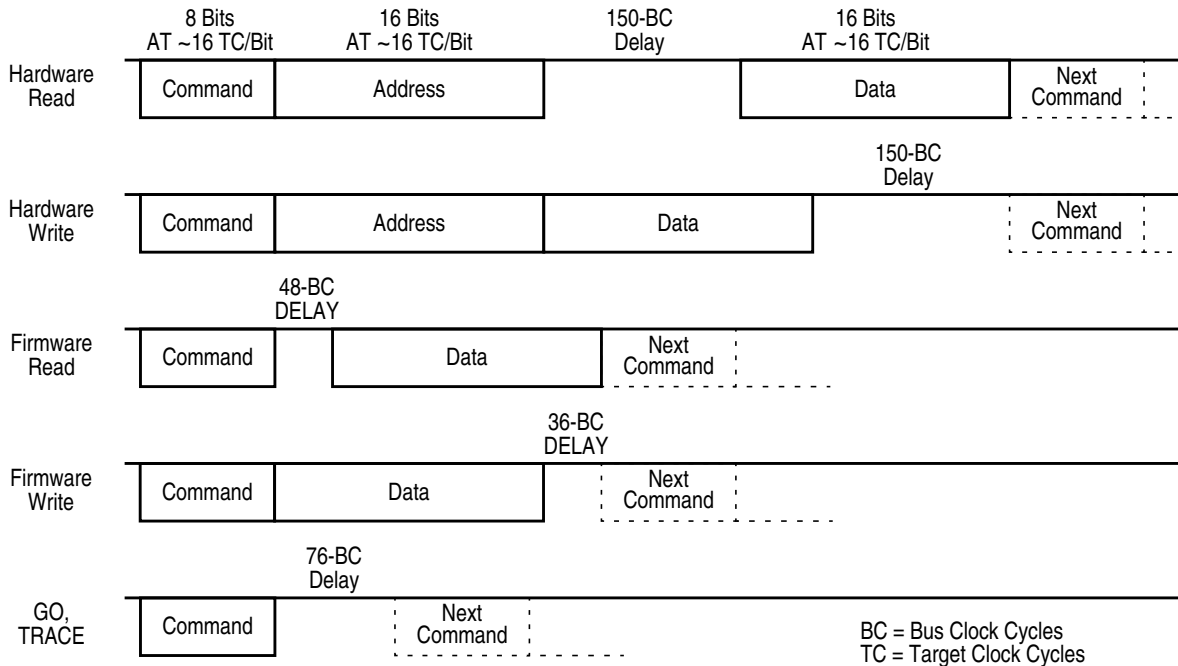 8 Bits
AT ~16 TC/Bit
16 Bits
AT ~16 TC/Bit
150-BC
Delay
16 Bits
AT ~16 TC/Bit
Hardware
Read
Command
Address
Data
Next
Command
150-BC
Delay
Hardware
Write
Command
Address
Data
Next
Command
48-BC
DELAY
Firmware
Read
Command
Data
Next
Command
36-BC
DELAY
Firmware
Write
Command
Data
Next
Command
76-BC
Delay
GO,
TRACE
Command
Next
Command
BC = Bus Clock Cycles
TC = Target Clock Cycles